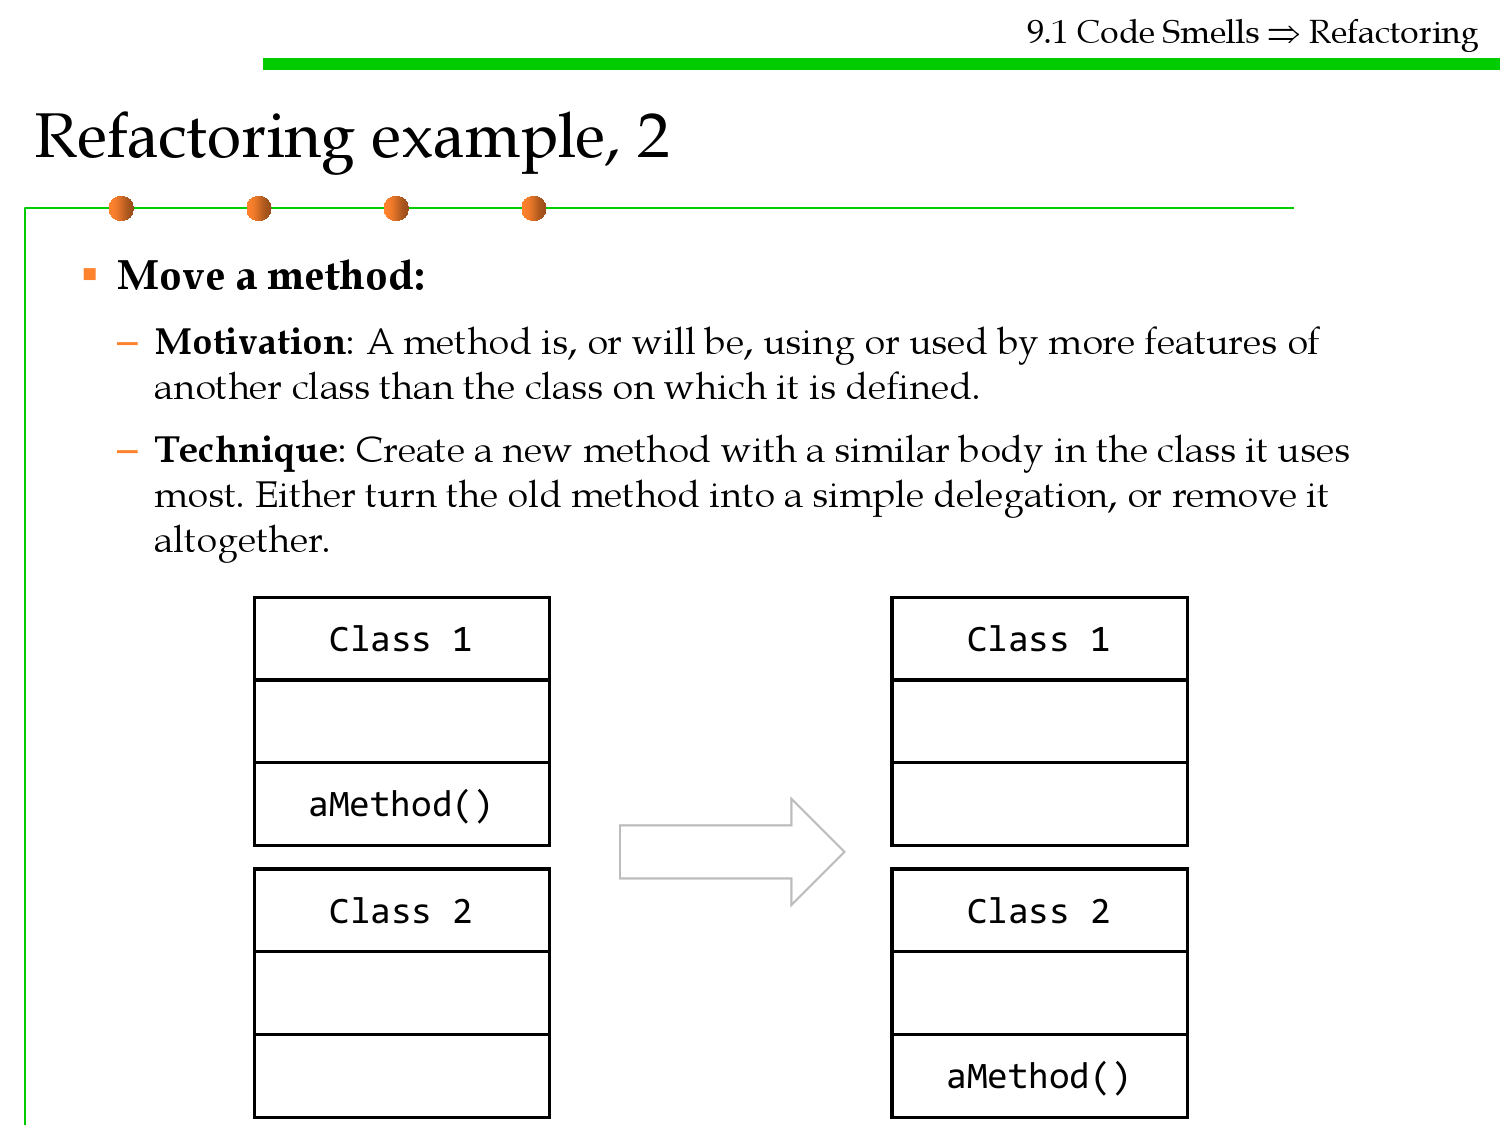 9.1 Code Smells ⇒ Refactoring
Refactoring example, 2
Move a method:
– Motivation: A method is, or will be, using or used by more features of
another class than the class on which it is defined.
– Technique: Create a new method with a similar body in the class it uses
most. Either turn the old method into a simple delegation, or remove it
altogether.
Class 1
aMethod()
Class 2
Class 1
Class 2
aMethod()